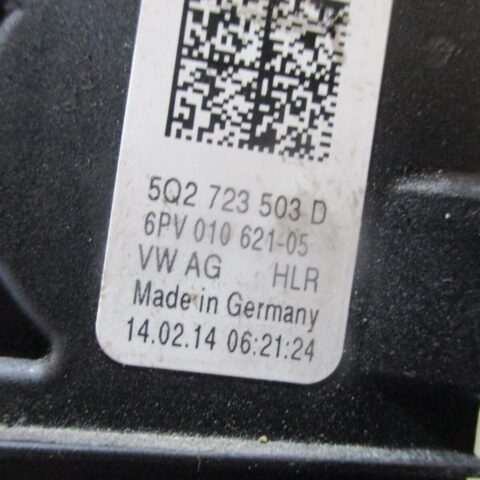 5Q2 723 503 D
6PV 010 621-05
VW AG HLR
Made in Germany
14.02.14 06:21:24